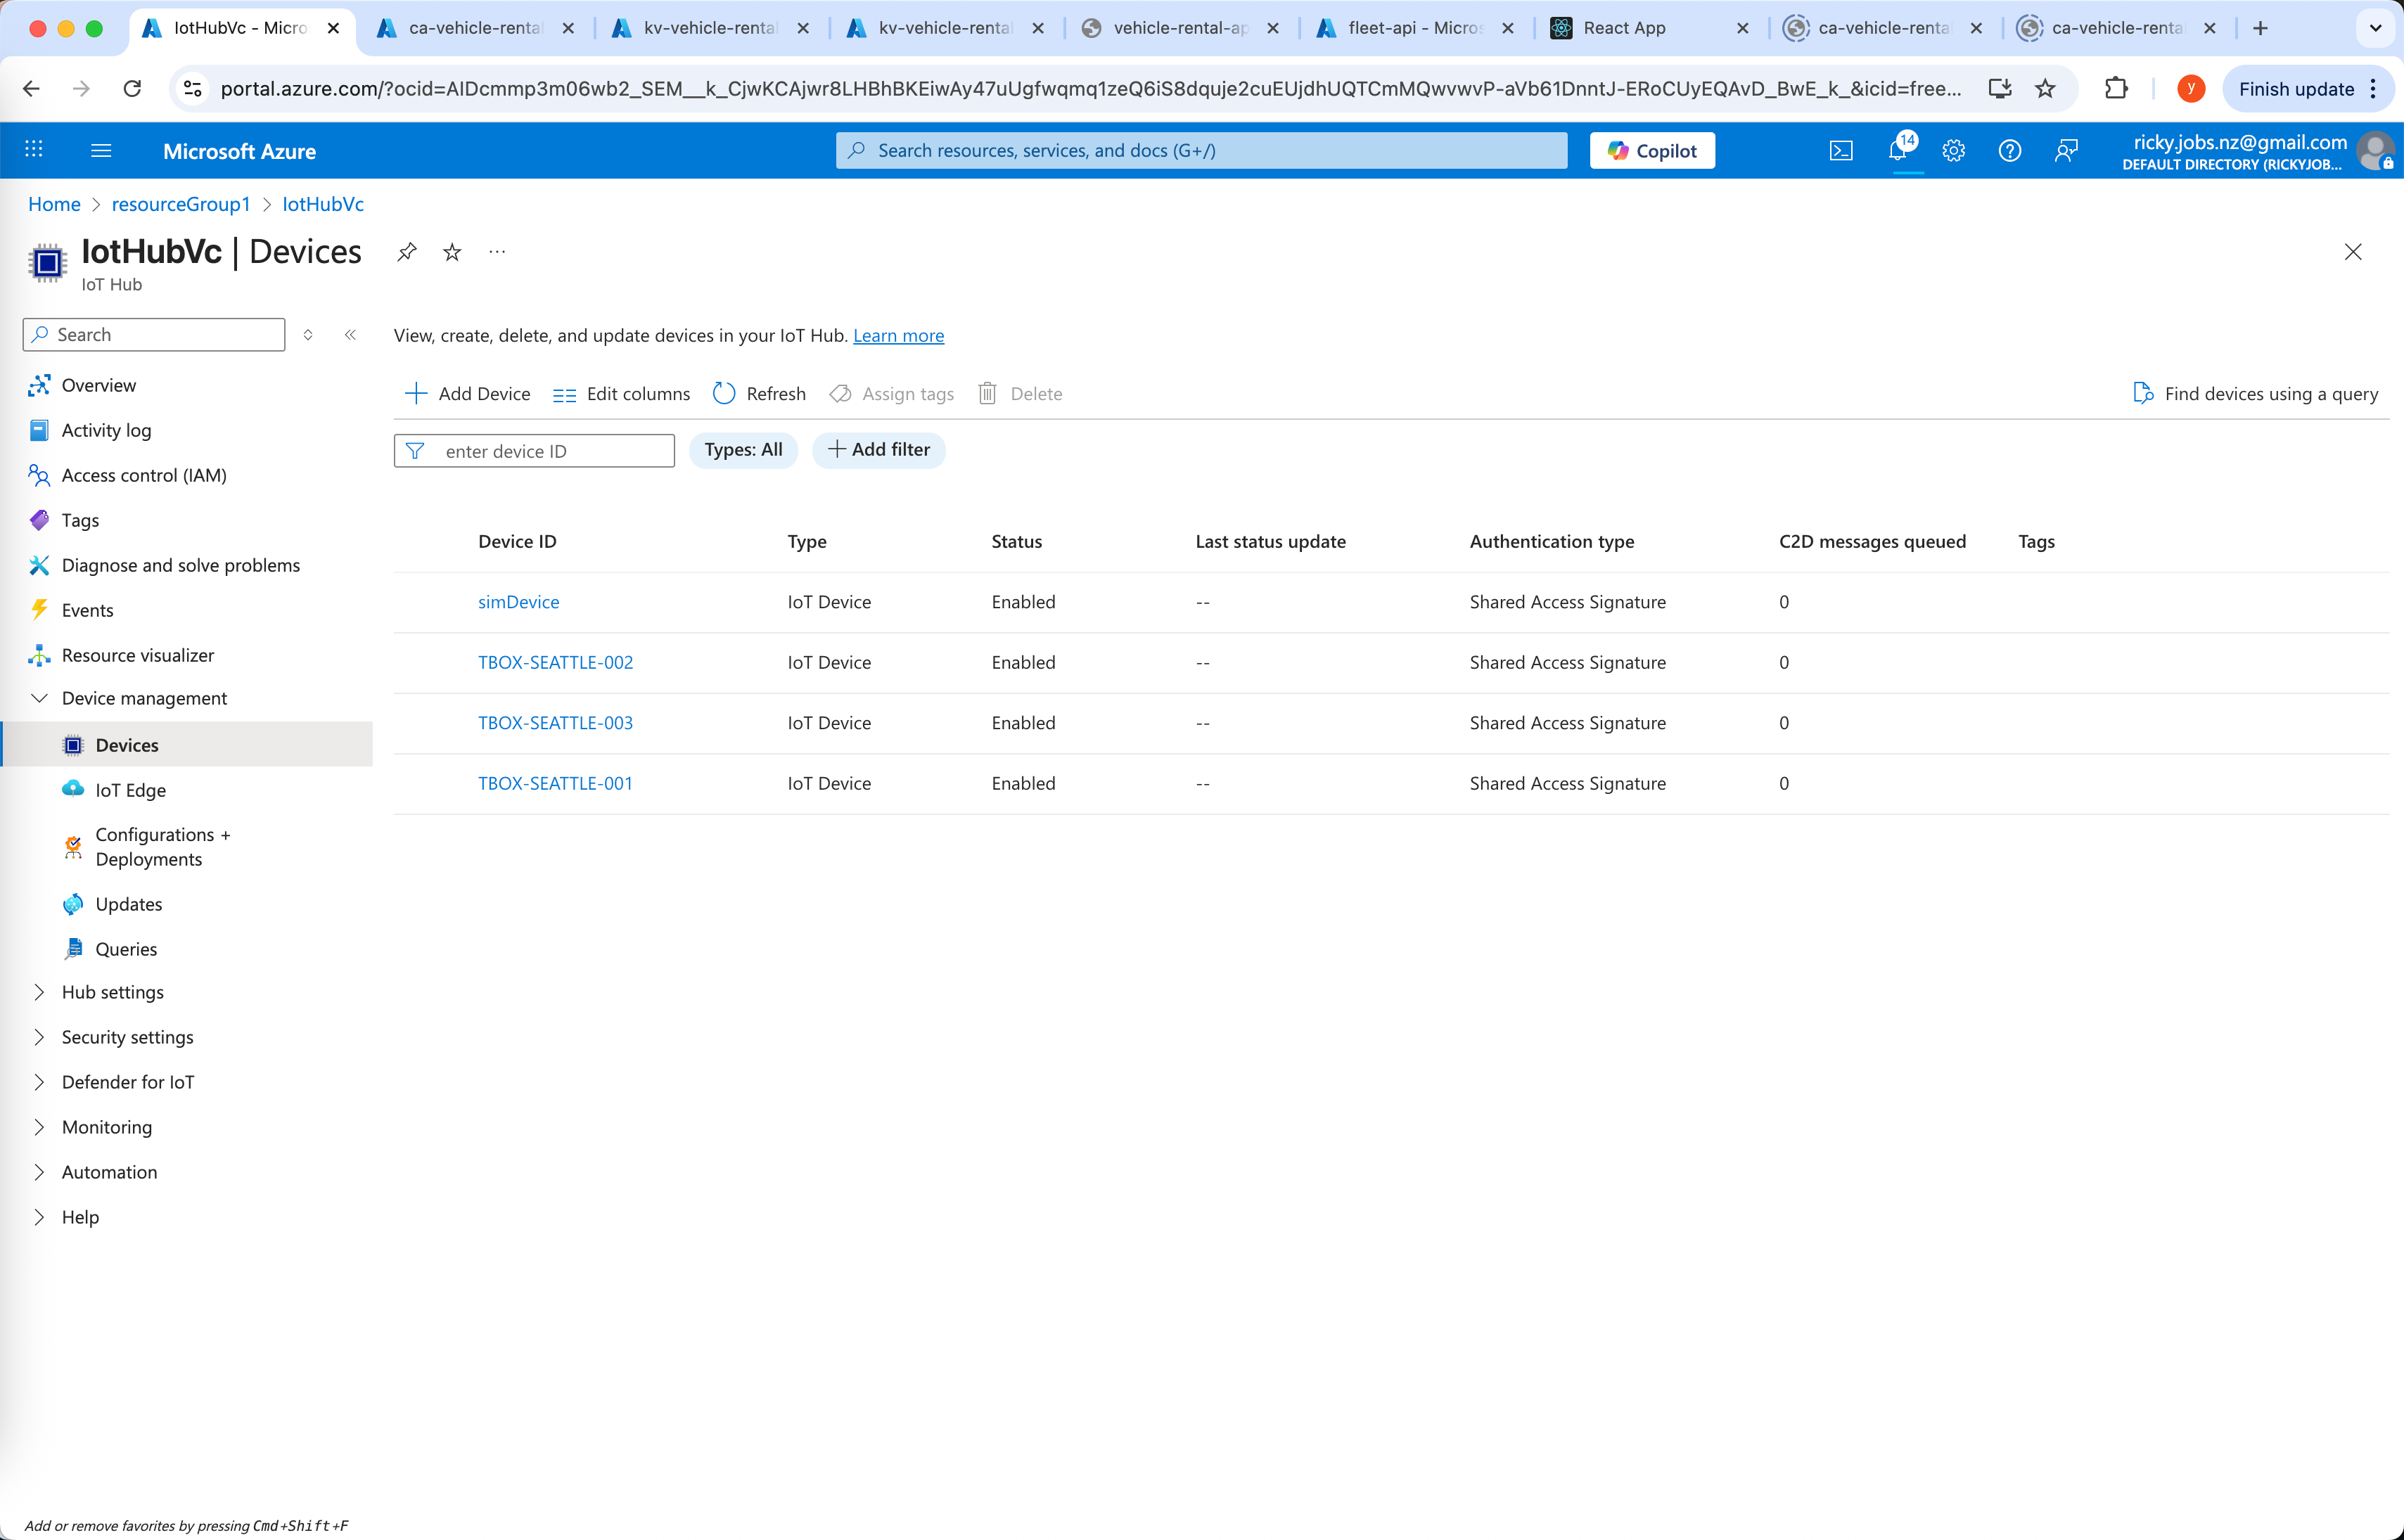 IotHubVc - Micro
ca-vehicle-rental
kv-vehicle-rental
kv-vehicle-rental
vehicle-rental-ap
fleet-api - Micros
React App
ca-vehicle-renta
ca-vehicle-renta
portal.azure.com/?ocid=AIDcmmp3m06wb2_SEM__k_CjwKCAjwr8LHBhBKEiwAy47uUgfwqmq1zeQ6iS8dquje2cuEUjdhUQTCmMQwvwvP-aVb61DnntJ-ERoCUyEQAvD_BwE_k_&icid=free...
y
Finish update
Microsoft Azure
Search resources, services, and docs (G+/)
Copilot
14
ricky.jobs.nz@gmail.com
DEFAULT DIRECTORY (RICKYJOB...
Home > resourceGroup1 > IotHubVc
IotHubVc | Devices
IoT Hub
Search
View, create, delete, and update devices in your IoT Hub. Learn more
Add Device Edit columns Refresh Assign tags Delete Find devices using a query
enter device ID Types: All Add filter
Overview
Activity log
Access control (IAM)
Tags
Diagnose and solve problems
Events
Resource visualizer
Device management
Devices
IoT Edge
Configurations +
Deployments
Updates
Queries
Hub settings
Security settings
Defender for IoT
Monitoring
Automation
Help
Device ID Type Status Last status update Authentication type C2D messages queued Tags
simDevice IoT Device Enabled -- Shared Access Signature 0
TBOX-SEATTLE-002 IoT Device Enabled -- Shared Access Signature 0
TBOX-SEATTLE-003 IoT Device Enabled -- Shared Access Signature 0
TBOX-SEATTLE-001 IoT Device Enabled -- Shared Access Signature 0
Add or remove favorites by pressing Cmd+Shift+F